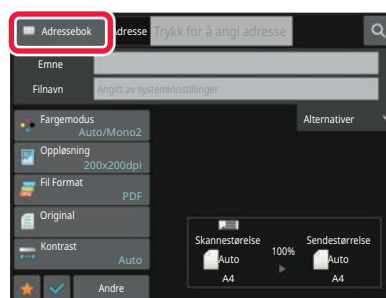 Adressebok
Adresse
Trykk for å angi adresse
Emne
Filnavn
Angitt av systeminnstillinger
Fargemodus
Auto/Mono2
Alternativer
Oppløsning
200x200dpi
Fil Format
PDF
Original
Kontrast
Auto
Skannestørelse
100%
Sendestørrelse
Auto
Auto
A4
A4
Andre